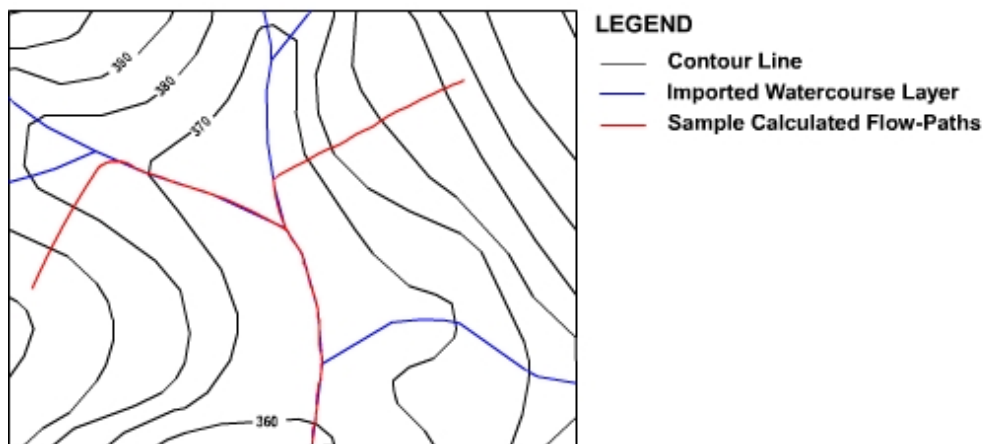 LEGEND
Contour Line
Imported Watercourse Layer
Sample Calculated Flow-Paths
390
380
370
360